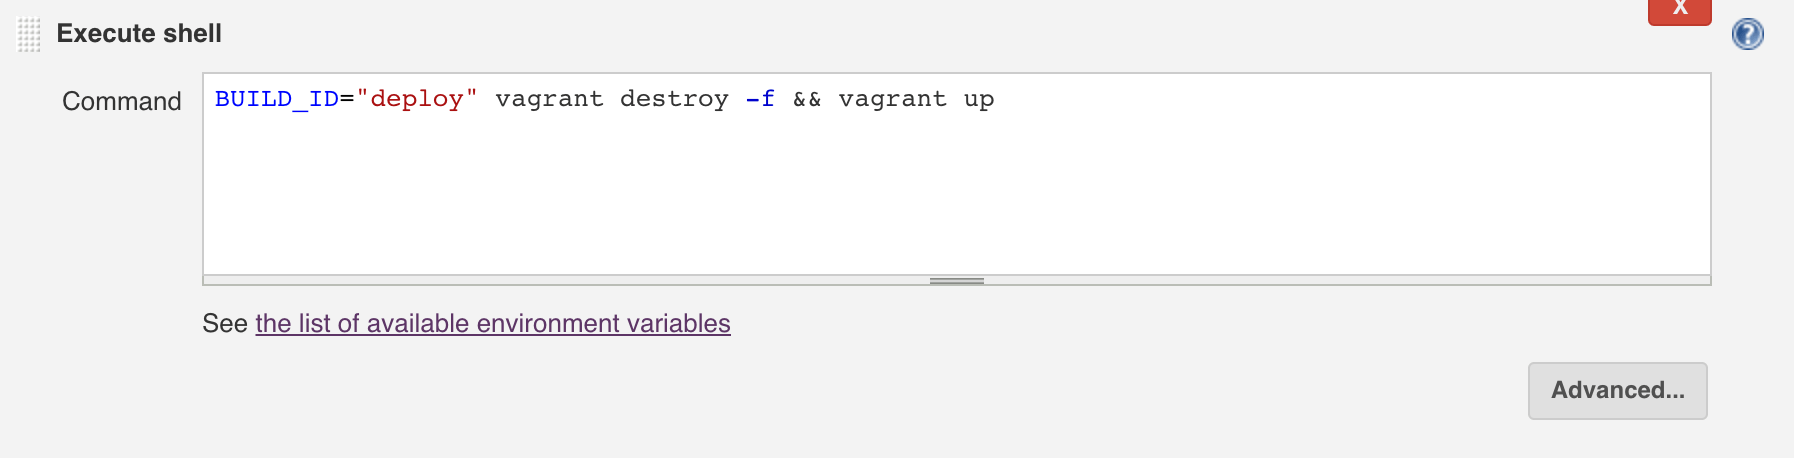 X
Execute shell
?
Command
BUILD_ID="deploy" vagrant destroy -f && vagrant up
See the list of available environment variables
Advanced...